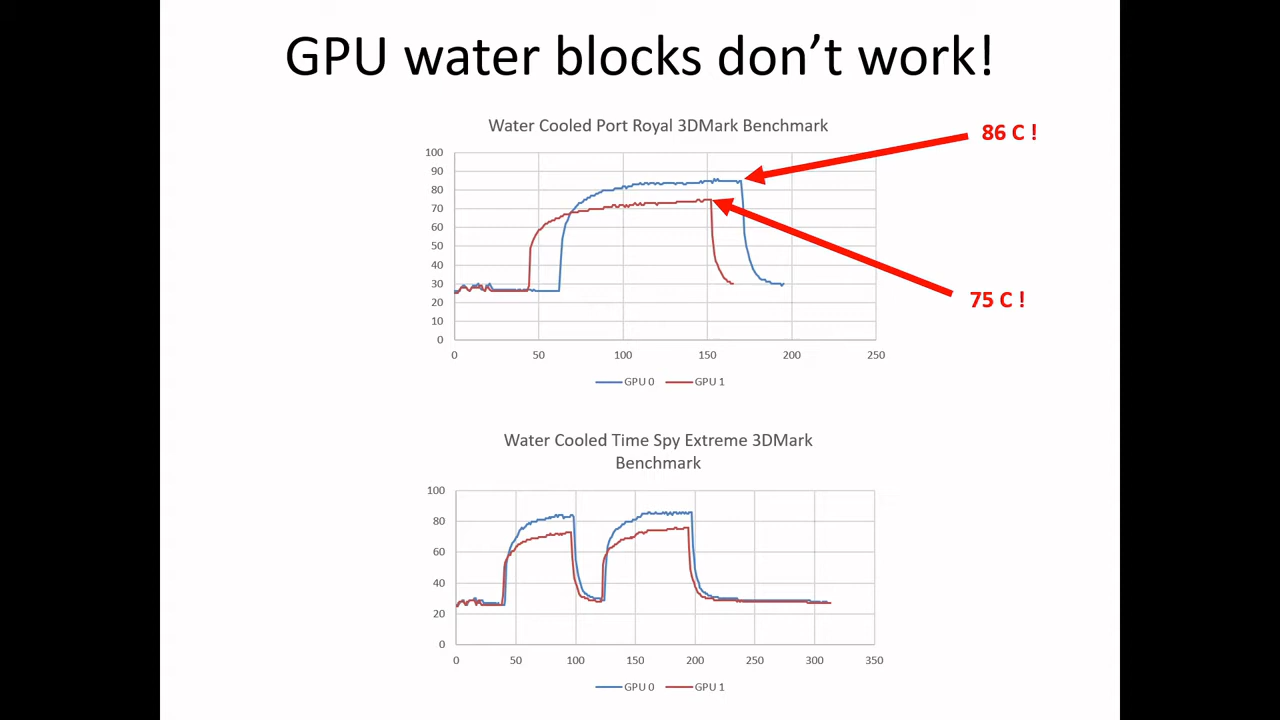 GPU water blocks don’t work!
Water Cooled Port Royal 3DMark Benchmark
86 C !
100
90
80
70
60
50
40
30
20
10
0
75 C !
0 50 100 150 200 250
GPU 0 GPU 1
Water Cooled Time Spy Extreme 3DMark
Benchmark
100
80
60
40
20
0
0 50 100 150 200 250 300 350
GPU 0 GPU 1